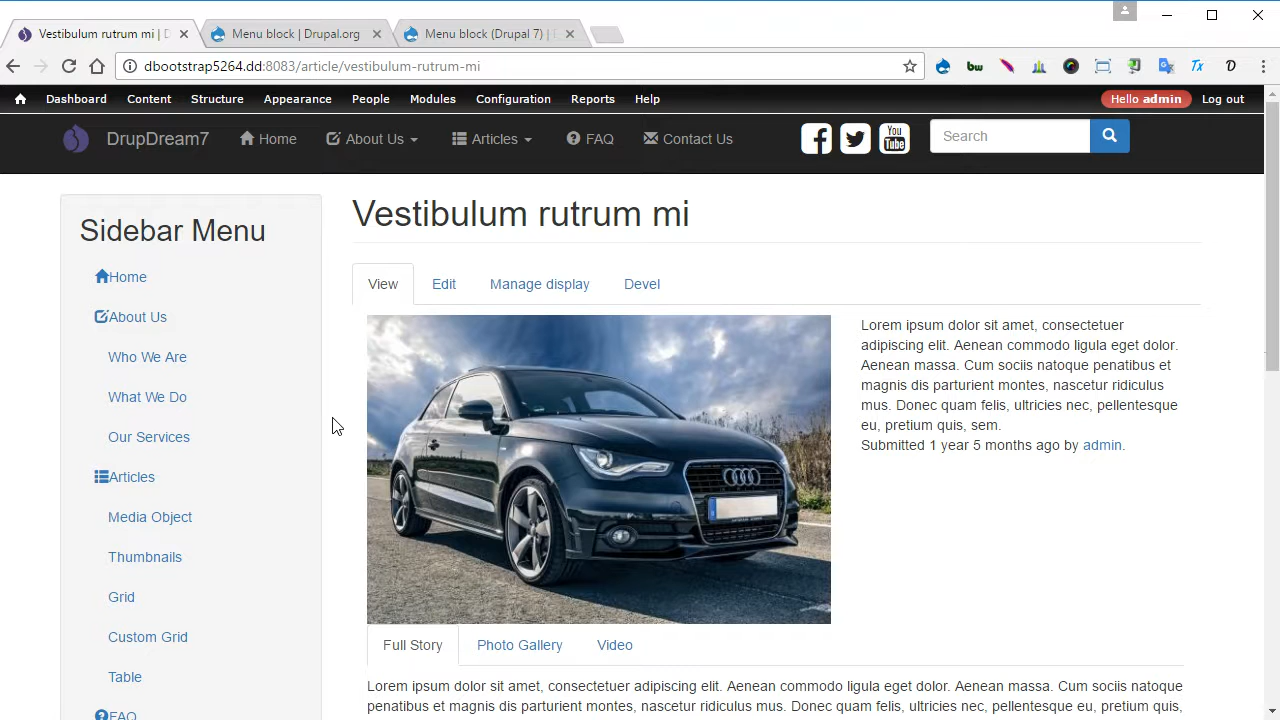 Vestibulum rutrum mi | D
Menu block | Drupal.org
Menu block (Drupal 7) |
dbootstrap5264.dd:8083/article/vestibulum-rutrum-mi
bw
Tx
D
Dashboard Content Structure Appearance People Modules Configuration Reports Help Hello admin Log out
DrupDream7 Home About Us Articles FAQ Contact Us You Tube Search
Sidebar Menu
Home
About Us
Who We Are
What We Do
Our Services
Articles
Media Object
Thumbnails
Grid
Custom Grid
Table
FAQ
Vestibulum rutrum mi
View Edit Manage display Devel
Lorem ipsum dolor sit amet, consectetuer
adipiscing elit. Aenean commodo ligula eget dolor.
Aenean massa. Cum sociis natoque penatibus et
magnis dis parturient montes, nascetur ridiculus
mus. Donec quam felis, ultricies nec, pellentesque
eu, pretium quis, sem.
Submitted 1 year 5 months ago by admin.
Full Story Photo Gallery Video
Lorem ipsum dolor sit amet, consectetuer adipiscing elit. Aenean commodo ligula eget dolor. Aenean massa. Cum sociis natoque
penatibus et magnis dis parturient montes, nascetur ridiculus mus. Donec quam felis, ultricies nec, pellentesque eu, pretium quis,